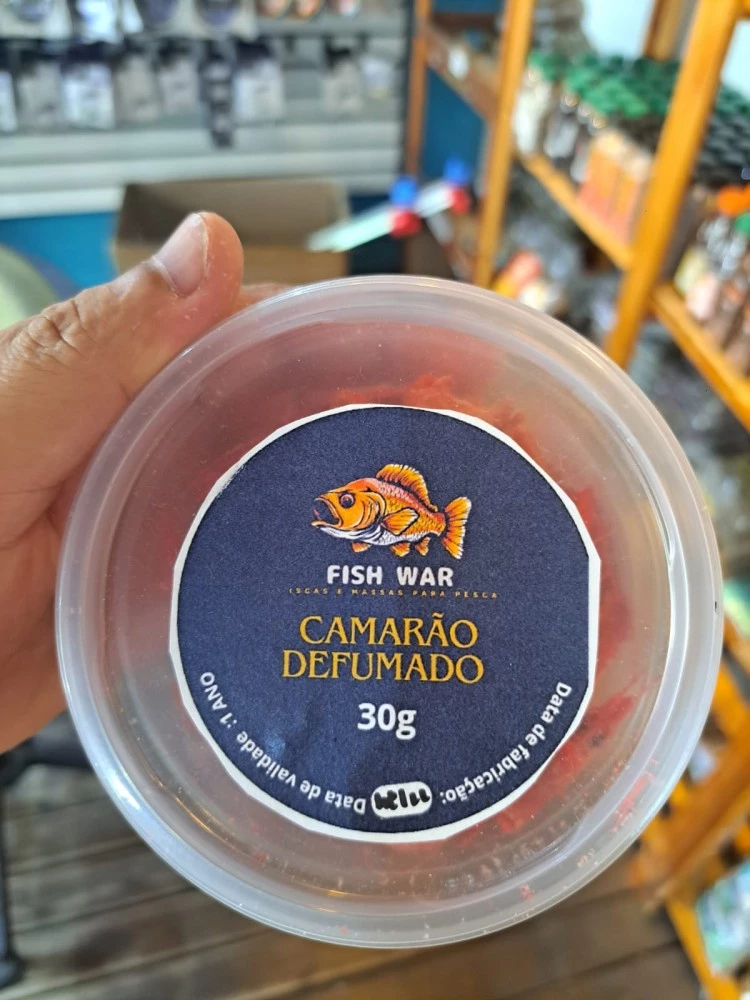 FISH WAR
ISCAS E MASSAS PARA PESCA
CAMARÃO
DEFUMADO
30g
Data de fabricação:
Data de validade :1 ANO